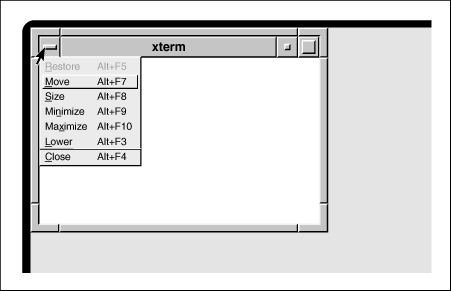 xterm
Restore Alt+F5
Move Alt+F7
Size Alt+F8
Minimize Alt+F9
Maximize Alt+F10
Lower Alt+F3
Close Alt+F4